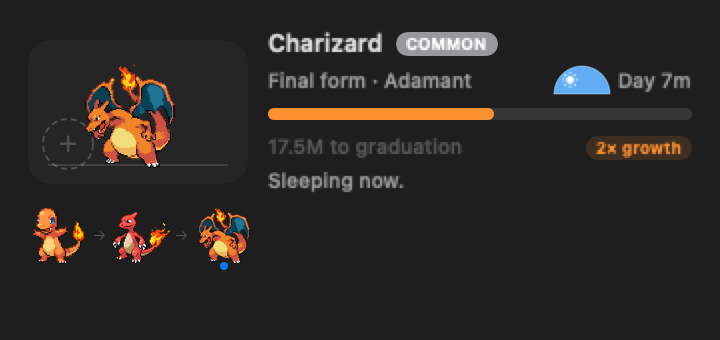 Charizard COMMON
Final form · Adamant Day 7m
17.5M to graduation 2× growth
Sleeping now.